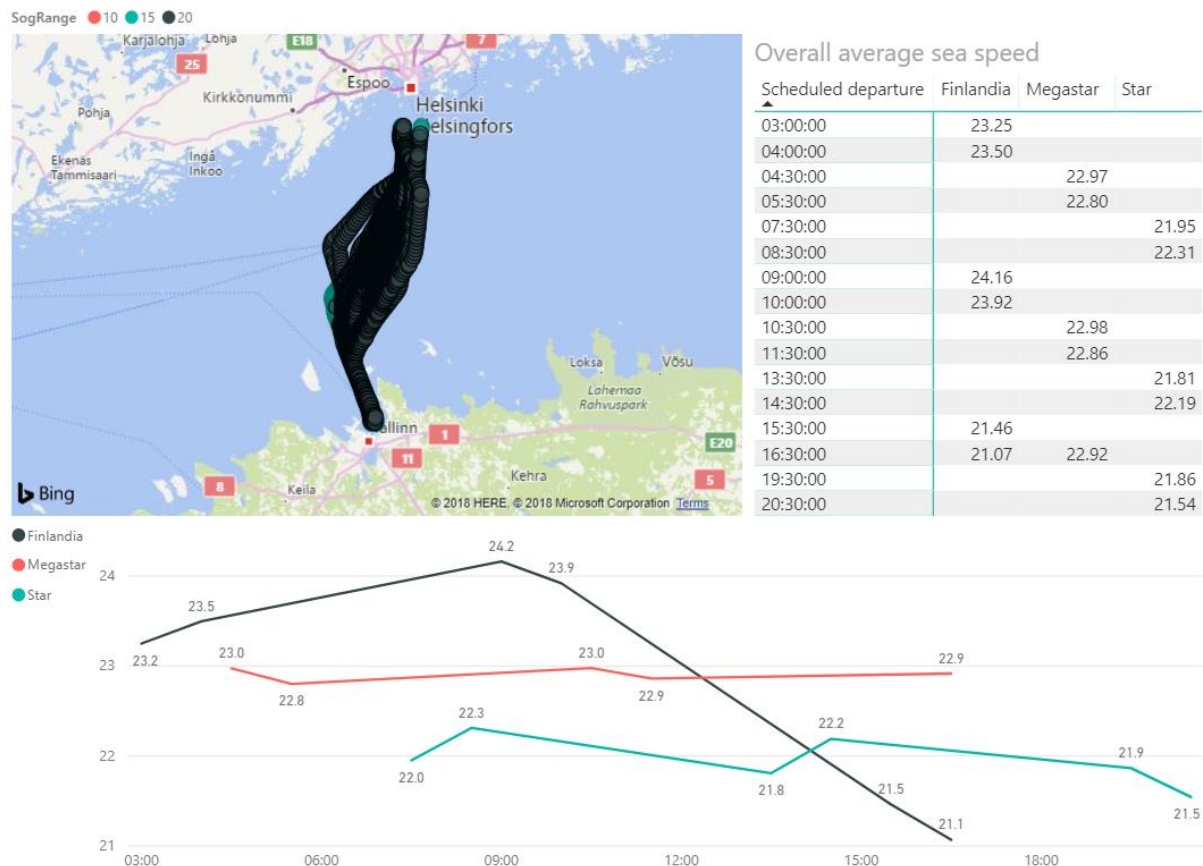 SogRange 10 15 20
Karjalohja Lohja E18 7
25
Espoo
Kirkkonummi
Pohja
Helsinki
Helsingfors
Ekenäs
Tammisaari
Ingå
Inkoo
Loksa Võsu
Lahemaa
Rahvuspark
Tallinn 1 E20
11
8 Keila Kehra 5
Bing
© 2018 HERE, © 2018 Microsoft Corporation Terms
Overall average sea speed
Scheduled departure Finlandia Megastar Star
03:00:00 23.25
04:00:00 23.50
04:30:00 22.97
05:30:00 22.80
07:30:00 21.95
08:30:00 22.31
09:00:00 24.16
10:00:00 23.92
10:30:00 22.98
11:30:00 22.86
13:30:00 21.81
14:30:00 22.19
15:30:00 21.46
16:30:00 21.07 22.92
19:30:00 21.86
20:30:00 21.54
Finlandia
Megastar
Star
24
23
22
21
23.2 23.5 24.2 23.9 21.5 21.1
23.0 22.8 23.0 22.9 22.9
22.0 22.3 21.8 22.2 21.9 21.5
03:00 06:00 09:00 12:00 15:00 18:00